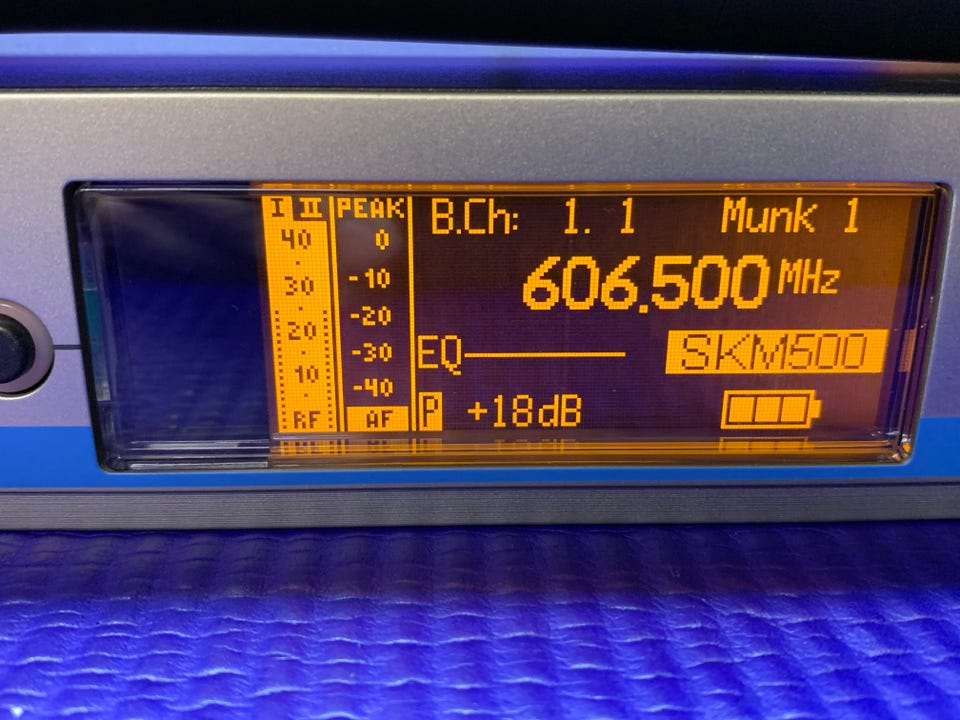 I II PEAK B.Ch: 1. 1 Munk 1
40 0
606.500 MHz
30 -10
-20
20
EQ SKM500
-30
10
-40
P +18dB
RF AF